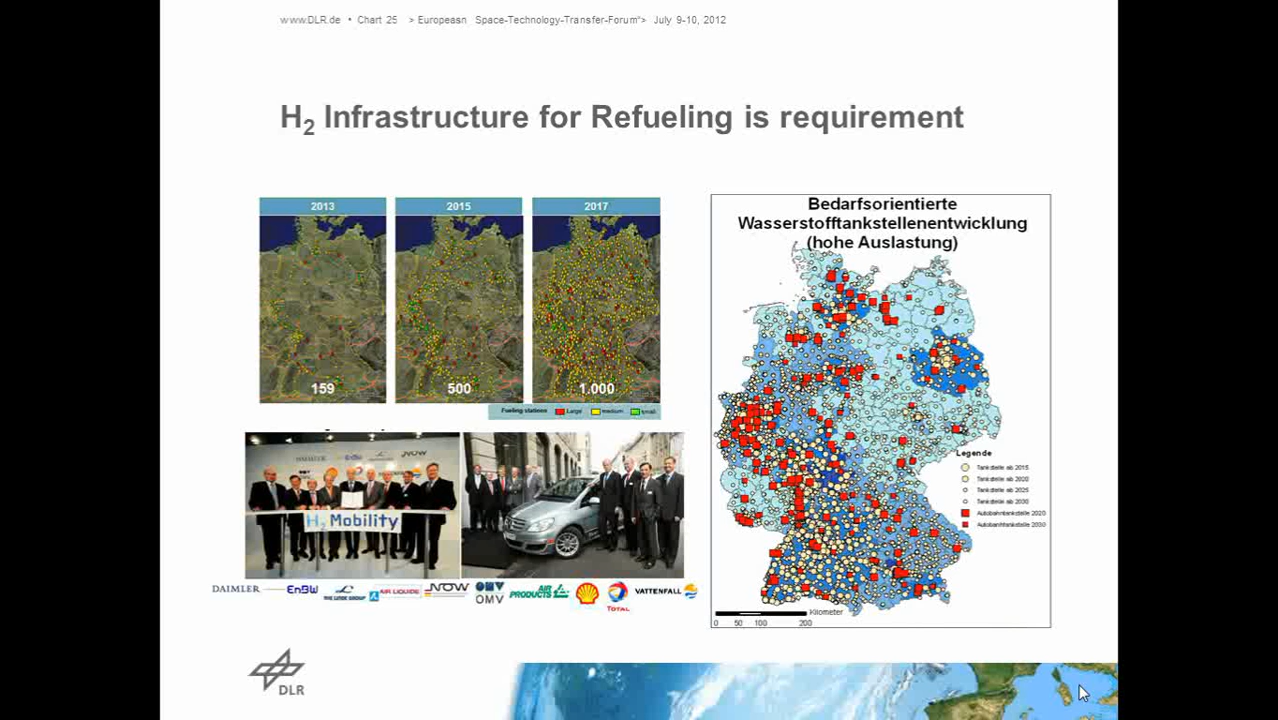 www.DLR.de • Chart 25 > Europeasn Space-Technology-Transfer-Forum"> July 9-10, 2012
H2 Infrastructure for Refueling is requirement
2013
2015
2017
159
500
1.000
Fueling stations Large medium small
H2 Mobility
DAIMLER EnBW THE LINDE GROUP AIR LIQUIDE NOW OMV OMV AIR PRODUCTS TOTAL VATTENFALL
Bedarfsorientierte
Wasserstofftankstellenentwicklung
(hohe Auslastung)
Legende
Tankstelle ab 2015
Tankstelle ab 2020
Tankstelle ab 2025
Tankstelle ab 2030
Autobahntankstelle 2020
Autobahntankstelle 2030
Kilometer
0 50 100 200
DLR